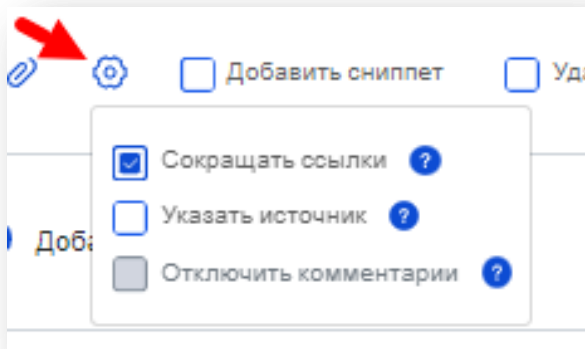 Добавить сниппет
Сокращать ссылки ?
Указать источник ?
Отключить комментарии ?